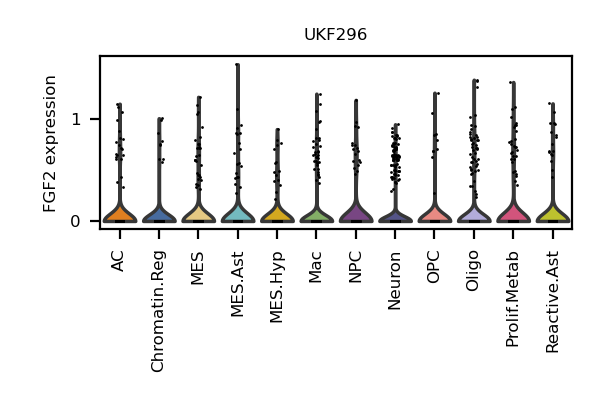 UKF296
FGF2 expression
1
0
AC
Chromatin.Reg
MES
MES.Ast
MES.Hyp
Mac
NPC
Neuron
OPC
Oligo
Prolif.Metab
Reactive.Ast